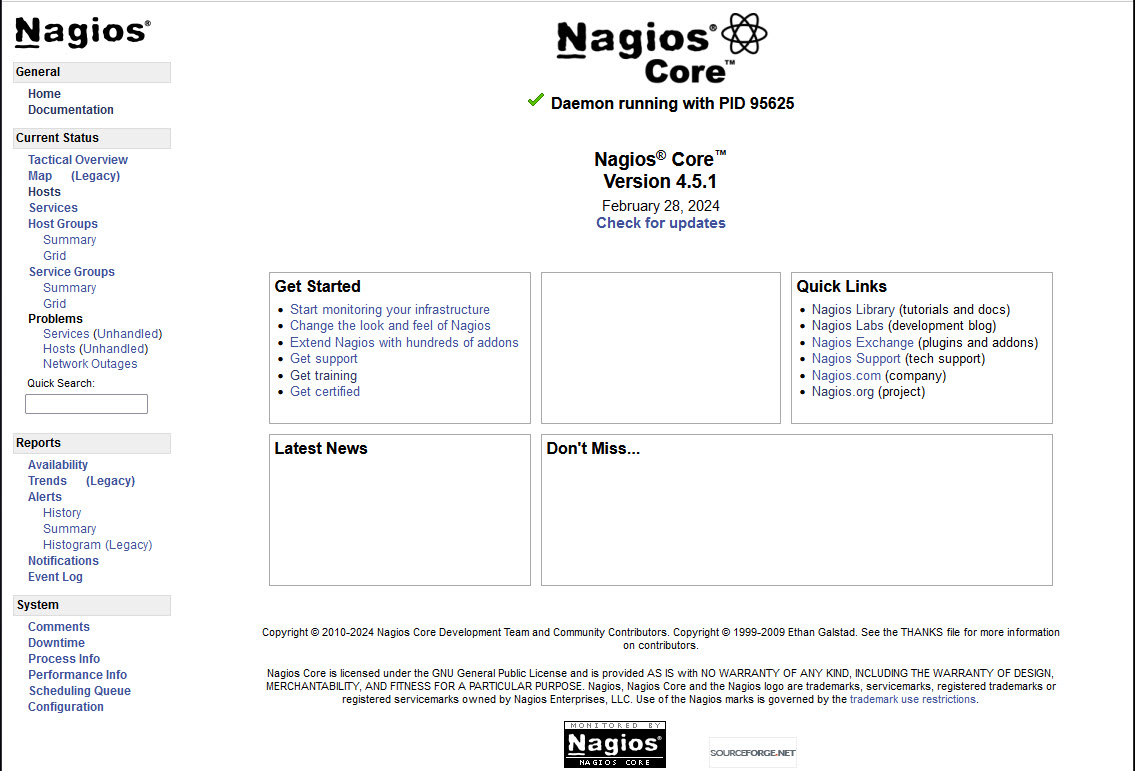 Nagios®
General
Home
Documentation
Current Status
Tactical Overview
Map (Legacy)
Hosts
Services
Host Groups
Summary
Grid
Service Groups
Summary
Grid
Problems
Services (Unhandled)
Hosts (Unhandled)
Network Outages
Quick Search:
Reports
Availability
Trends (Legacy)
Alerts
History
Summary
Histogram (Legacy)
Notifications
Event Log
System
Comments
Downtime
Process Info
Performance Info
Scheduling Queue
Configuration
Nagios®
Core™
Daemon running with PID 95625
Nagios® Core™
Version 4.5.1
February 28, 2024
Check for updates
Get Started
• Start monitoring your infrastructure
• Change the look and feel of Nagios
• Extend Nagios with hundreds of addons
• Get support
• Get training
• Get certified
Quick Links
• Nagios Library (tutorials and docs)
• Nagios Labs (development blog)
• Nagios Exchange (plugins and addons)
• Nagios Support (tech support)
• Nagios.com (company)
• Nagios.org (project)
Latest News
Don't Miss...
Copyright © 2010-2024 Nagios Core Development Team and Community Contributors. Copyright © 1999-2009 Ethan Galstad. See the THANKS file for more information
on contributors.
Nagios Core is licensed under the GNU General Public License and is provided AS IS with NO WARRANTY OF ANY KIND, INCLUDING THE WARRANTY OF DESIGN,
MERCHANTABILITY, AND FITNESS FOR A PARTICULAR PURPOSE. Nagios, Nagios Core and the Nagios logo are trademarks, servicemarks, registered trademarks or
registered servicemarks owned by Nagios Enterprises, LLC. Use of the Nagios marks is governed by the trademark use restrictions.
MONITORED BY
Nagios®
NAGIOS CORE
SOURCEFORGE.NET